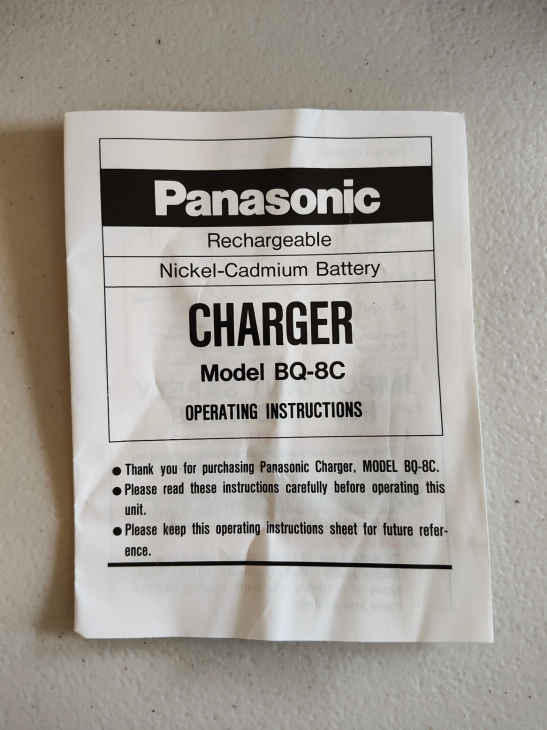 Panasonic
Rechargeable
Nickel-Cadmium Battery
CHARGER
Model BQ-8C
OPERATING INSTRUCTIONS
● Thank you for purchasing Panasonic Charger, MODEL BQ-8C.
● Please read these instructions carefully before operating this
unit.
● Please keep this operating instructions sheet for future refer-
ence.